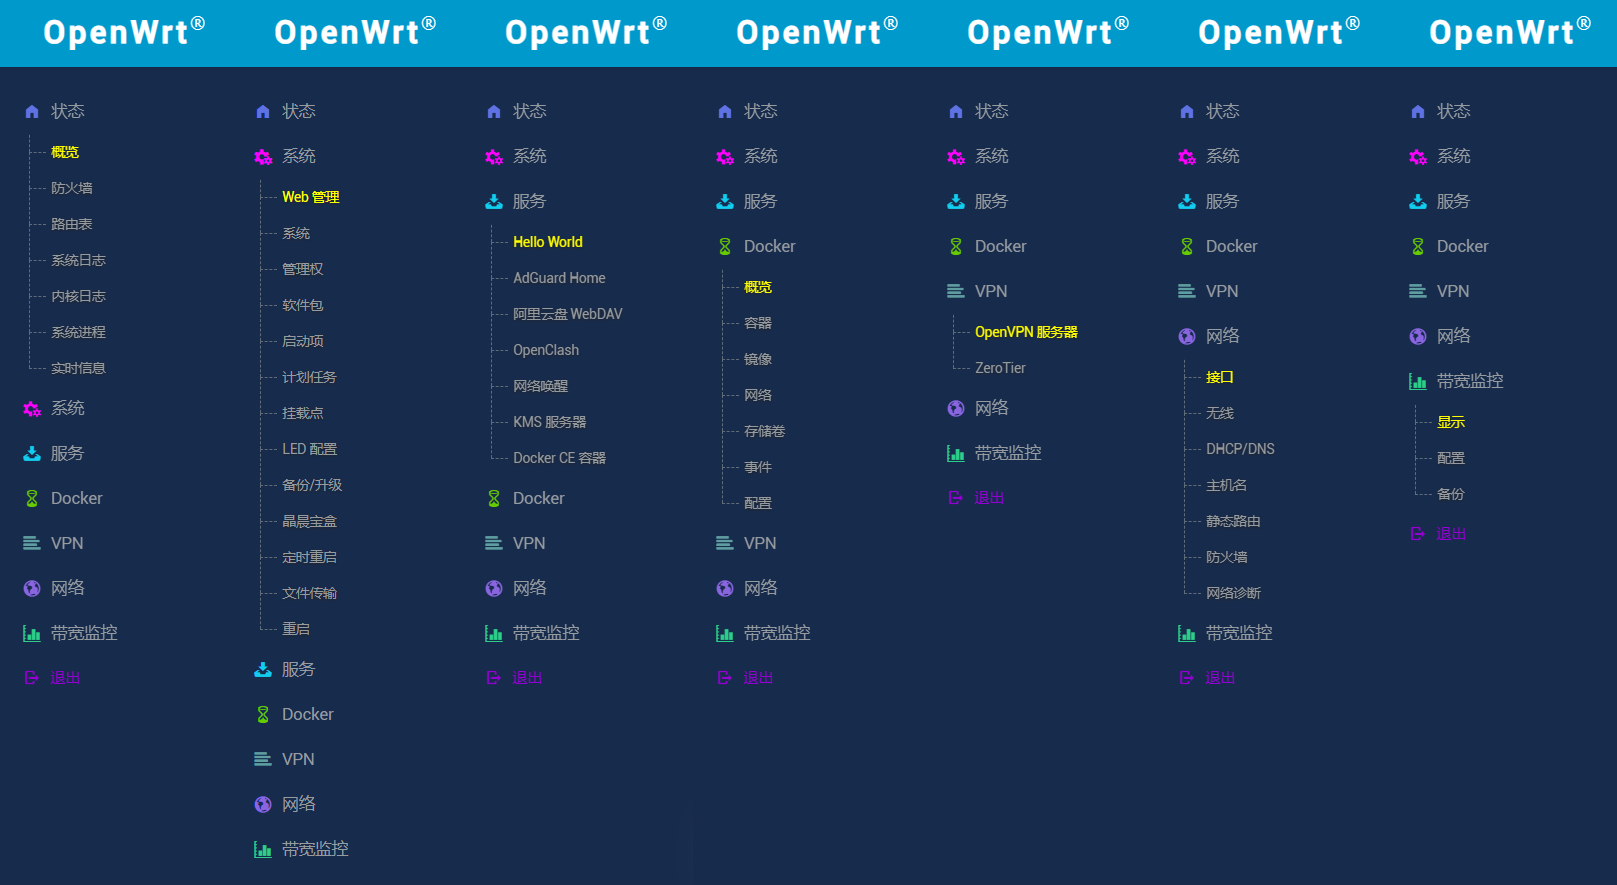 OpenWrt®
状态
概览
防火墙
路由表
系统日志
内核日志
系统进程
实时信息
系统
服务
Docker
VPN
网络
带宽监控
退出
OpenWrt®
状态
系统
Web 管理
系统
管理权
软件包
启动项
计划任务
挂载点
LED 配置
备份/升级
晶晨宝盒
定时重启
文件传输
重启
服务
Docker
VPN
网络
带宽监控
OpenWrt®
状态
系统
服务
Hello World
AdGuard Home
阿里云盘 WebDAV
OpenClash
网络唤醒
KMS 服务器
Docker CE 容器
Docker
VPN
网络
带宽监控
退出
OpenWrt®
状态
系统
服务
Docker
概览
容器
镜像
网络
存储卷
事件
配置
VPN
网络
带宽监控
退出
OpenWrt®
状态
系统
服务
Docker
VPN
OpenVPN 服务器
ZeroTier
网络
带宽监控
退出
OpenWrt®
状态
系统
服务
Docker
VPN
网络
接口
无线
DHCP/DNS
主机名
静态路由
防火墙
网络诊断
带宽监控
退出
OpenWrt®
状态
系统
服务
Docker
VPN
网络
带宽监控
显示
配置
备份
退出